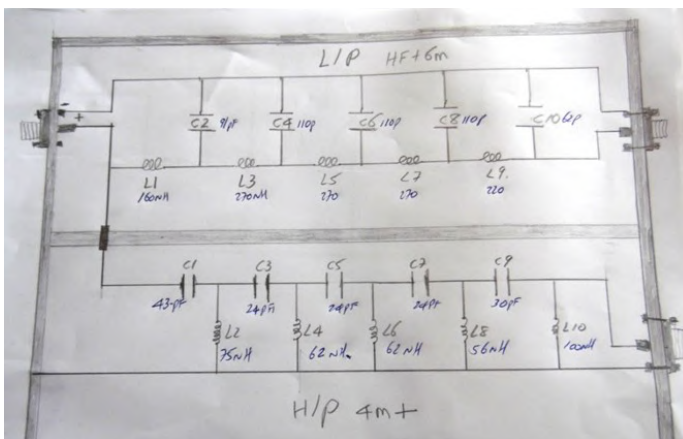 L/P HF+6m
-
+
C2 91pF C4 110p C6 110p C8 110p C10 62p
L1 L3 L5 L7 L9.
160nH 270nH 270 270 220
C1 C3 C5 C7 C9
43pF 24pF 24pF 24pF 30pF
L2 L4 L6 L8 L10
75nH 62nH. 62nH 56nH 100nH
H/P 4m+